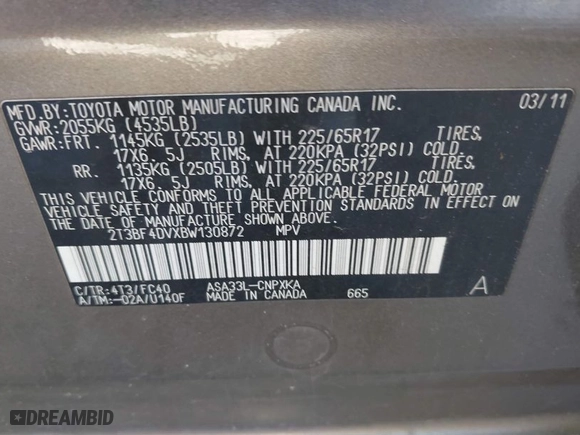 MFD.BY:TOYOTA MOTOR MANUFACTURING CANADA INC. 03/11
GVWR:2055KG (4535LB)
GAWR:FRT. 1145KG (2535LB) WITH 225/65R17 TIRES,
17X6.5J RIMS, AT 220KPA (32PSI) COLD.
RR. 1135KG (2505LB) WITH 225/65R17 TIRES,
17X6.5J RIMS, AT 220KPA (32PSI) COLD.
THIS VEHICLE CONFORMS TO ALL APPLICABLE FEDERAL MOTOR
VEHICLE SAFETY AND THEFT PREVENTION STANDARDS IN EFFECT ON
THE DATE OF MANUFACTURE SHOWN ABOVE.
2T3BF4DVXBW130872 MPV
C/TR:4T3/FC40 ASA33L-CNPXKA
A/TM:-02A/U140F MADE IN CANADA 665 A
DREAMBID